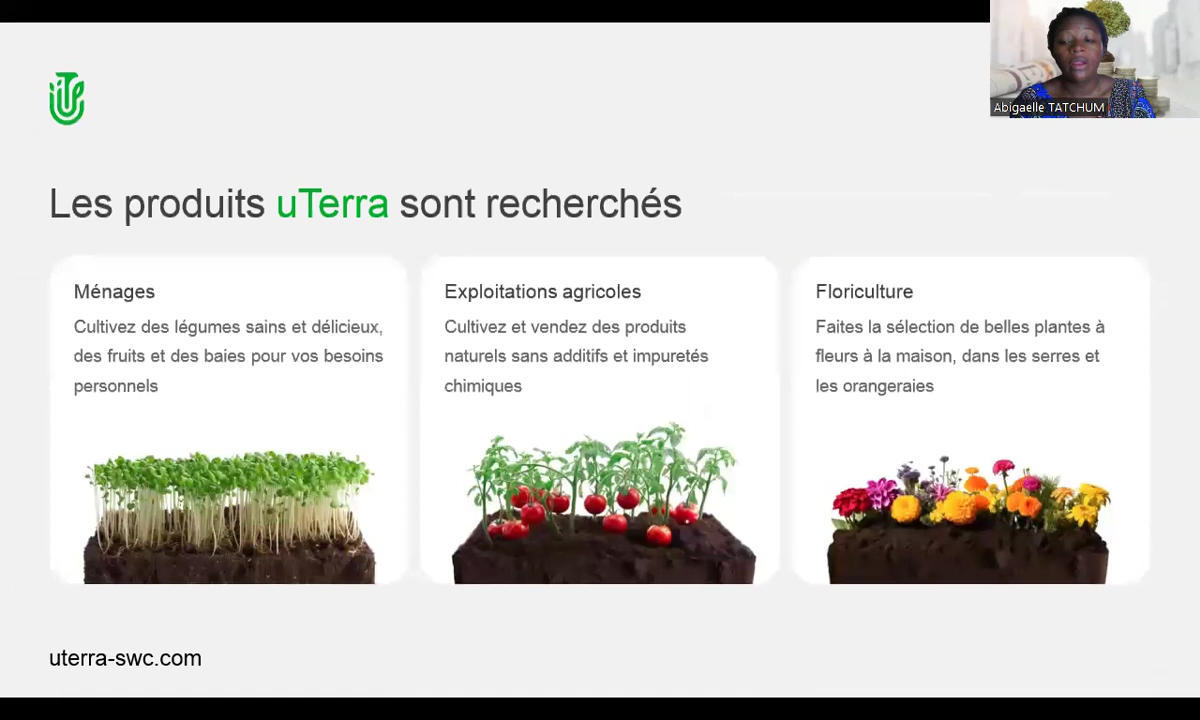 Abigaelle TATCHUM
Les produits uTerra sont recherchés
Ménages
Cultivez des légumes sains et délicieux,
des fruits et des baies pour vos besoins
personnels
Exploitations agricoles
Cultivez et vendez des produits
naturels sans additifs et impuretés
chimiques
Floriculture
Faites la sélection de belles plantes à
fleurs à la maison, dans les serres et
les orangeraies
uterra-swc.com